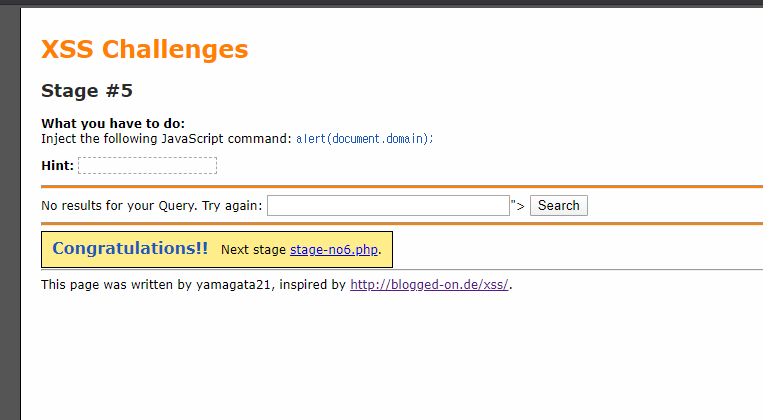 XSS Challenges
Stage #5
What you have to do:
Inject the following JavaScript command: alert(document.domain);
Hint:
No results for your Query. Try again: "> Search
Congratulations!! Next stage stage-no6.php.
This page was written by yamagata21, inspired by http://blogged-on.de/xss/.